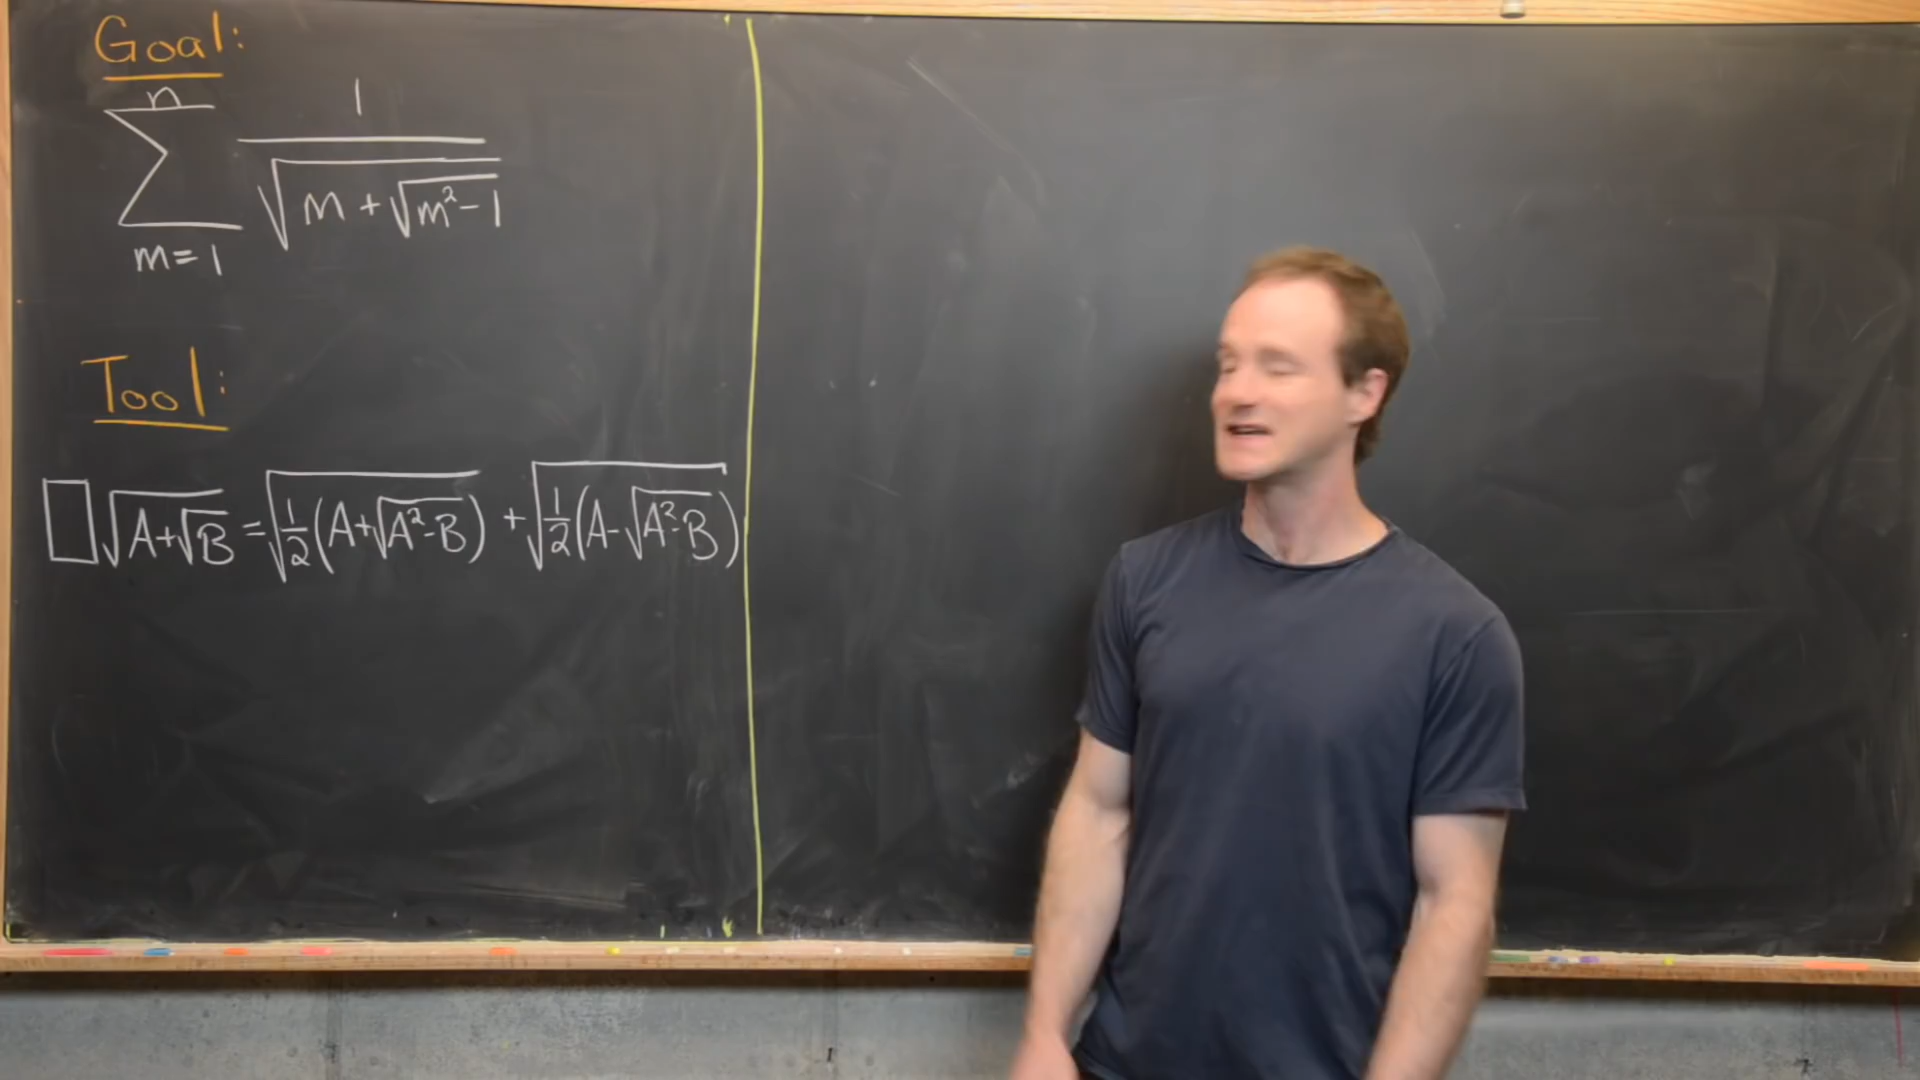 Goal:
n
∑ 1/√(m+√(m²-1))
m=1
Tool:
□ √(A+√B) = √(1/2(A+√(A²-B))) + √(1/2(A-√(A²-B)))